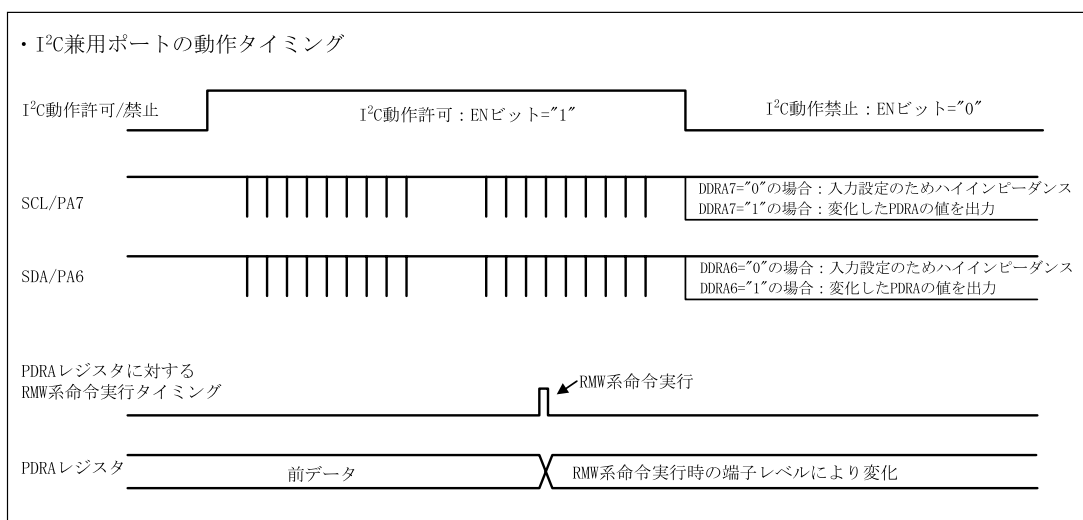 ・I²C兼用ポートの動作タイミング
I²C動作許可/禁止
I²C動作許可：ENビット="1"
I²C動作禁止：ENビット="0"
SCL/PA7
DDRA7="0"の場合：入力設定のためハイインピーダンス
DDRA7="1"の場合：変化したPDRAの値を出力
SDA/PA6
DDRA6="0"の場合：入力設定のためハイインピーダンス
DDRA6="1"の場合：変化したPDRAの値を出力
PDRAレジスタに対する
RMW系命令実行タイミング
RMW系命令実行
PDRAレジスタ
前データ
RMW系命令実行時の端子レベルにより変化